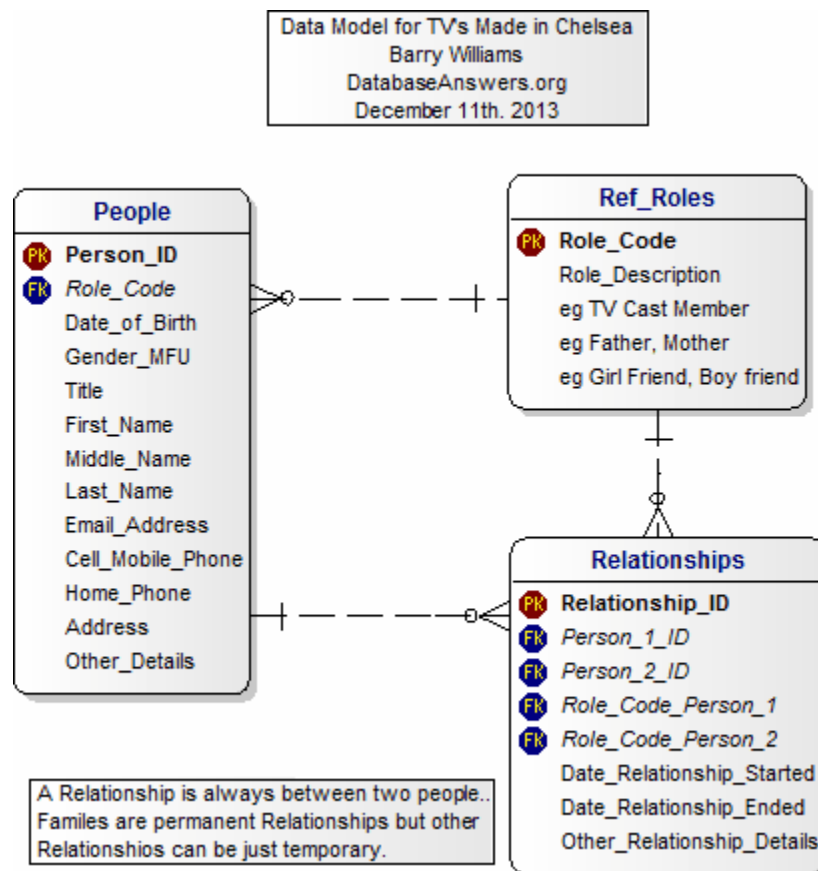 Data Model for TV's Made in Chelsea
Barry Williams
DatabaseAnswers.org
December 11th. 2013
People
PK Person_ID
FK Role_Code
Date_of_Birth
Gender_MFU
Title
First_Name
Middle_Name
Last_Name
Email_Address
Cell_Mobile_Phone
Home_Phone
Address
Other_Details
Ref_Roles
PK Role_Code
Role_Description
eg TV Cast Member
eg Father, Mother
eg Girl Friend, Boy friend
Relationships
PK Relationship_ID
FK Person_1_ID
FK Person_2_ID
FK Role_Code_Person_1
FK Role_Code_Person_2
Date_Relationship_Started
Date_Relationship_Ended
Other_Relationship_Details
A Relationship is always between two people..
Familes are permanent Relationships but other
Relationshios can be just temporary.